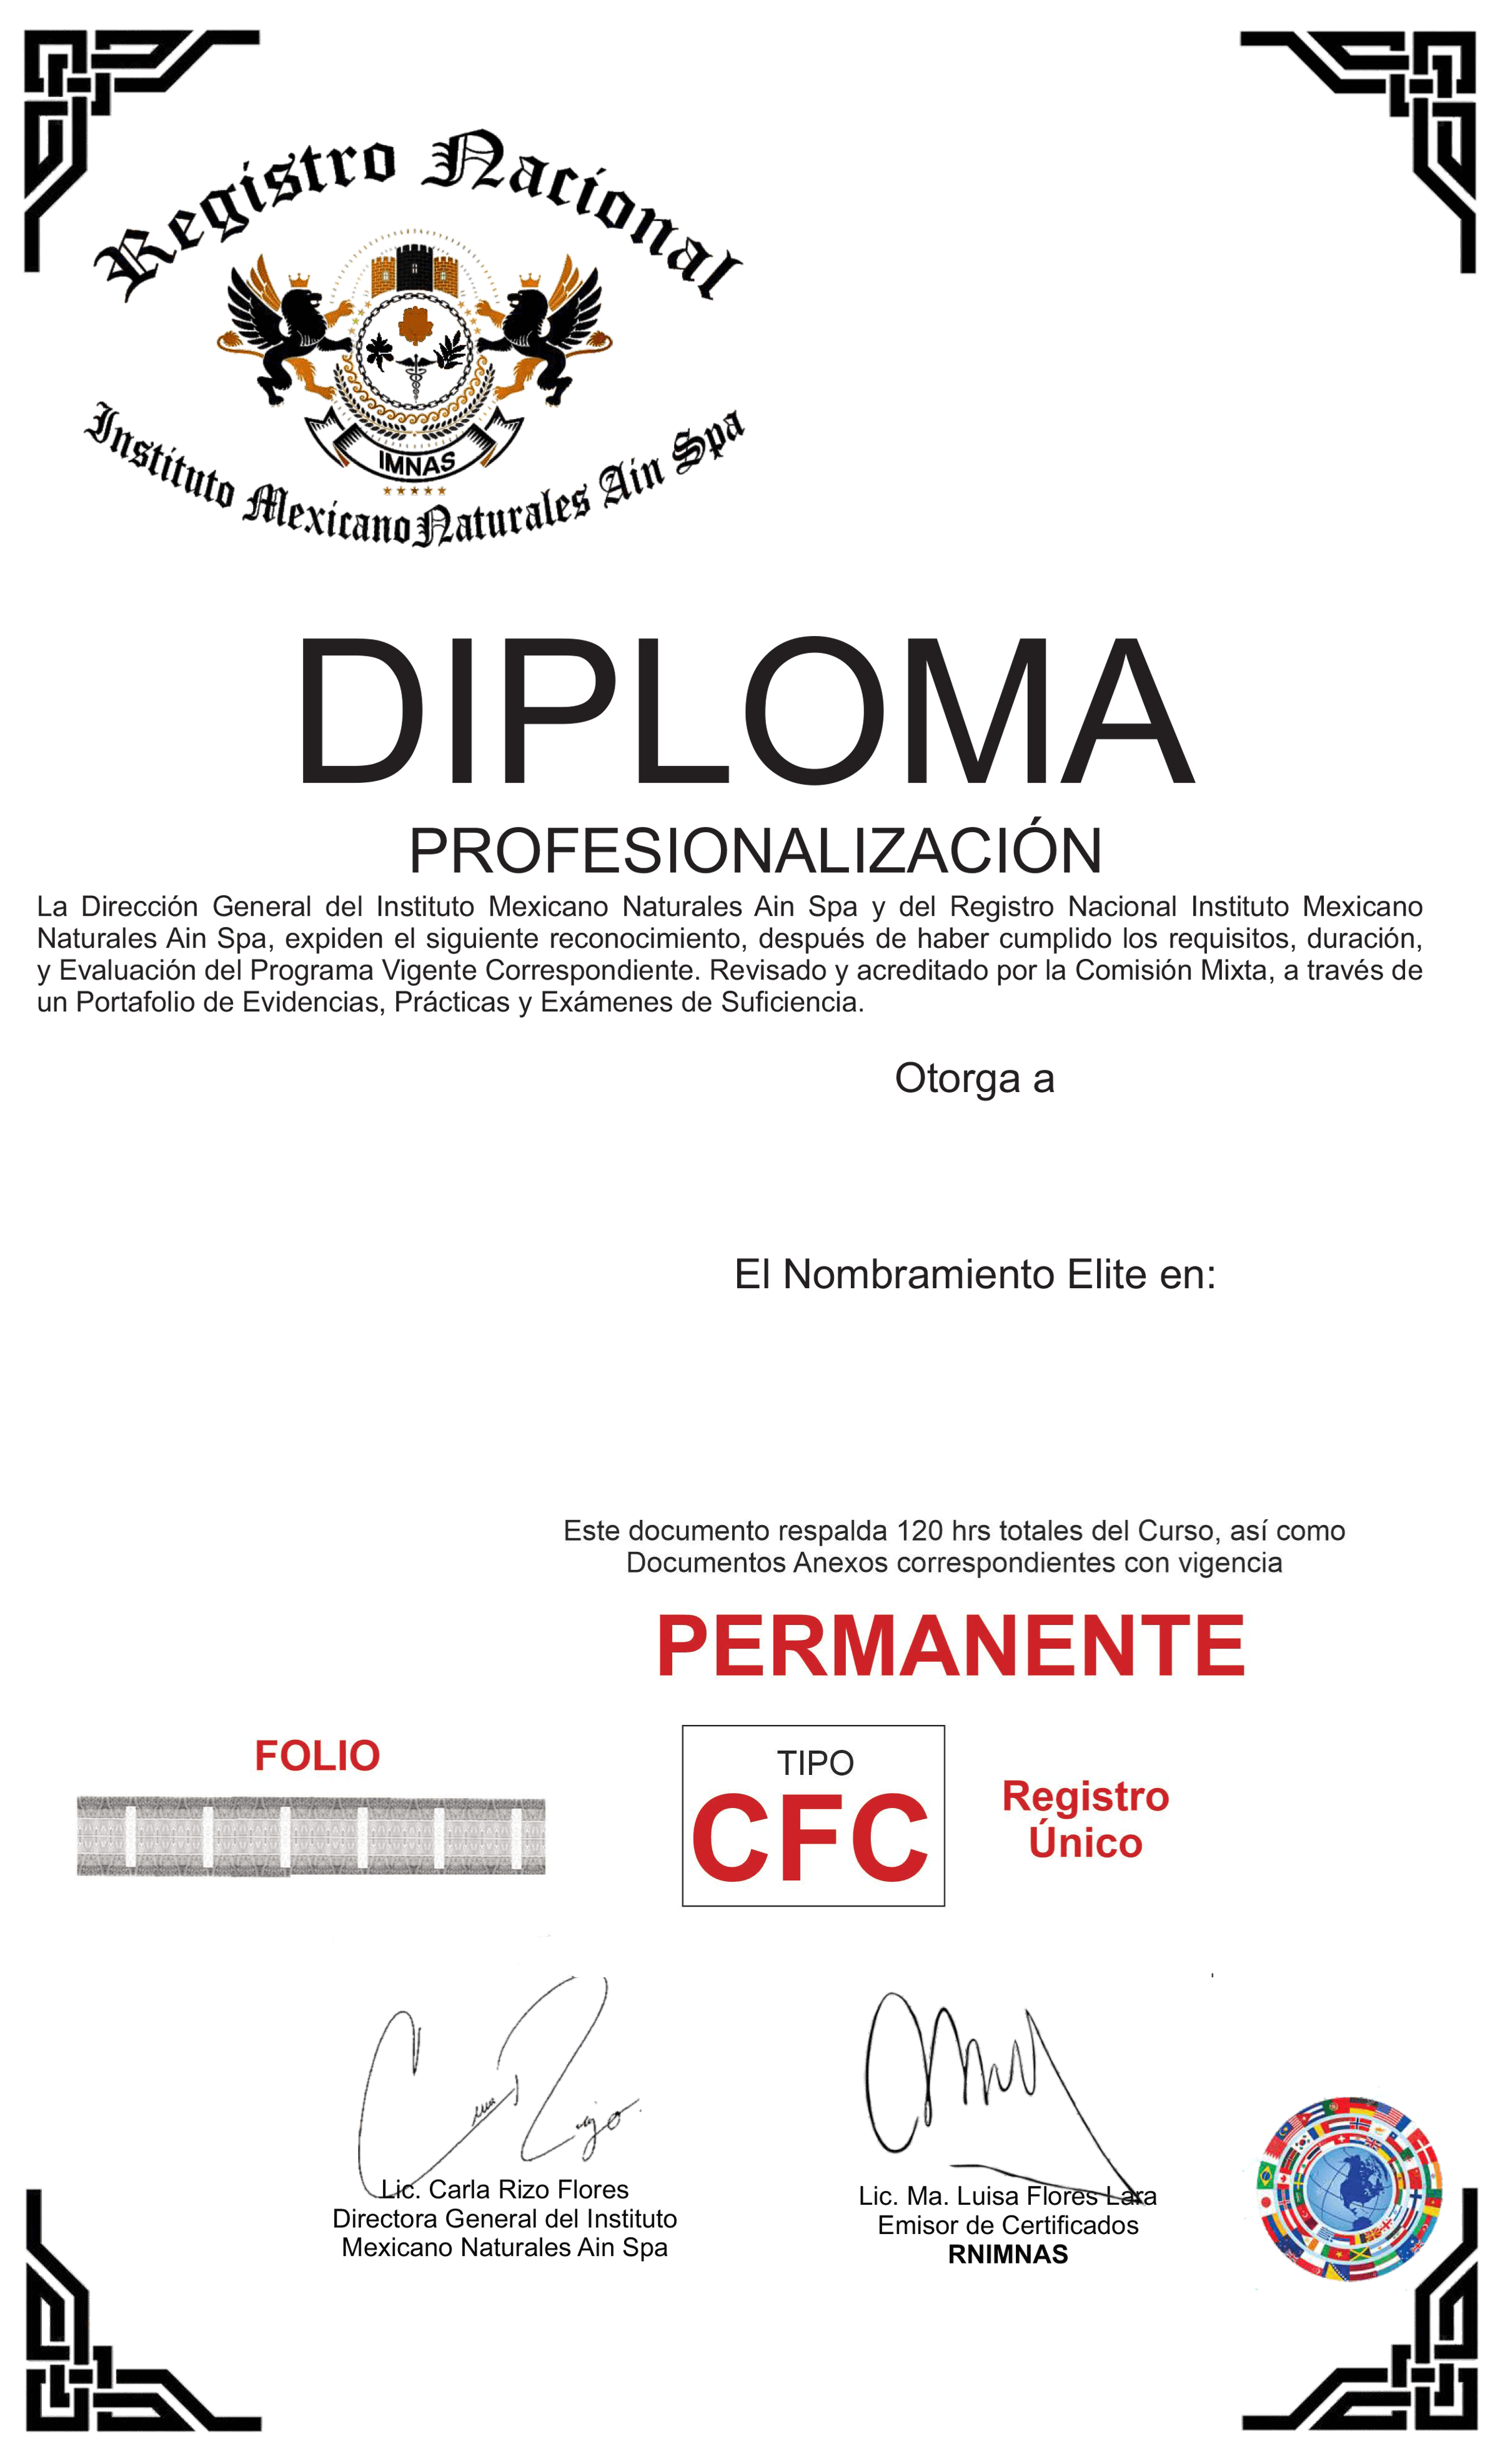 Registro Nacional
IMNAS
Instituto Mexicano Naturales Ain Spa
DIPLOMA
PROFESIONALIZACIÓN
La Dirección General del Instituto Mexicano Naturales Ain Spa y del Registro Nacional Instituto Mexicano
Naturales Ain Spa, expiden el siguiente reconocimiento, después de haber cumplido los requisitos, duración,
y Evaluación del Programa Vigente Correspondiente. Revisado y acreditado por la Comisión Mixta, a través de
un Portafolio de Evidencias, Prácticas y Exámenes de Suficiencia.
Otorga a
El Nombramiento Elite en:
Este documento respalda 120 hrs totales del Curso, así como
Documentos Anexos correspondientes con vigencia
PERMANENTE
FOLIO
TIPO
CFC
Registro
Único
Lic. Carla Rizo Flores
Directora General del Instituto
Mexicano Naturales Ain Spa
Lic. Ma. Luisa Flores Lara
Emisor de Certificados
RNIMNAS